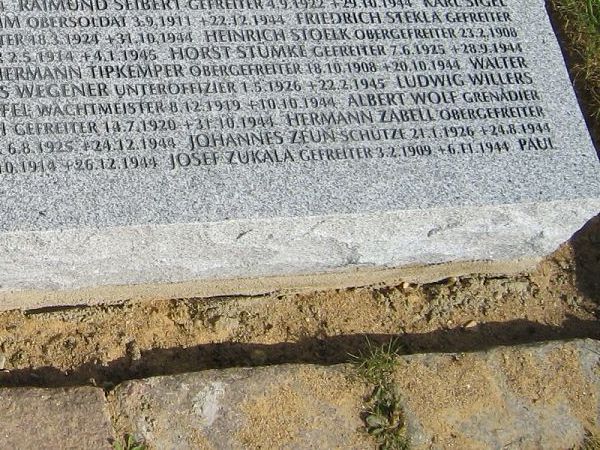 RAIMUND SEIBERT GEFREITER 4.9.1922 +29.10.1944 KARL SIGEL
IM OBERSOLDAT 3.9.1911 +22.12.1944 FRIEDRICH STEKLA GEFREITER
18.3.1924 +31.10.1944 HEINRICH STOELK OBERGEFREITER 23.2.1908
2.5.1914 +4.1.1945 HORST STUMKE GEFREITER 7.6.1925 +28.9.1944
HERMANN TIPKEMPER OBERGEFREITER 18.10.1908 +20.10.1944 WALTER
S WEGENER UNTEROFFIZIER 1.5.1926 +22.2.1945 LUDWIG WILLERS
FEL WACHTMEISTER 8.12.1919 +10.10.1944 ALBERT WOLF GRENADIER
GEFREITER 14.7.1920 +31.10.1944 HERMANN ZABELL OBERGEFREITER
6.8.1925 +24.12.1944 JOHANNES ZEUN SCHÜTZE 21.1.1926 +24.8.1944
10.1914 +26.12.1944 JOSEF ZUKALA GEFREITER 3.2.1909 +6.11.1944 PAUL